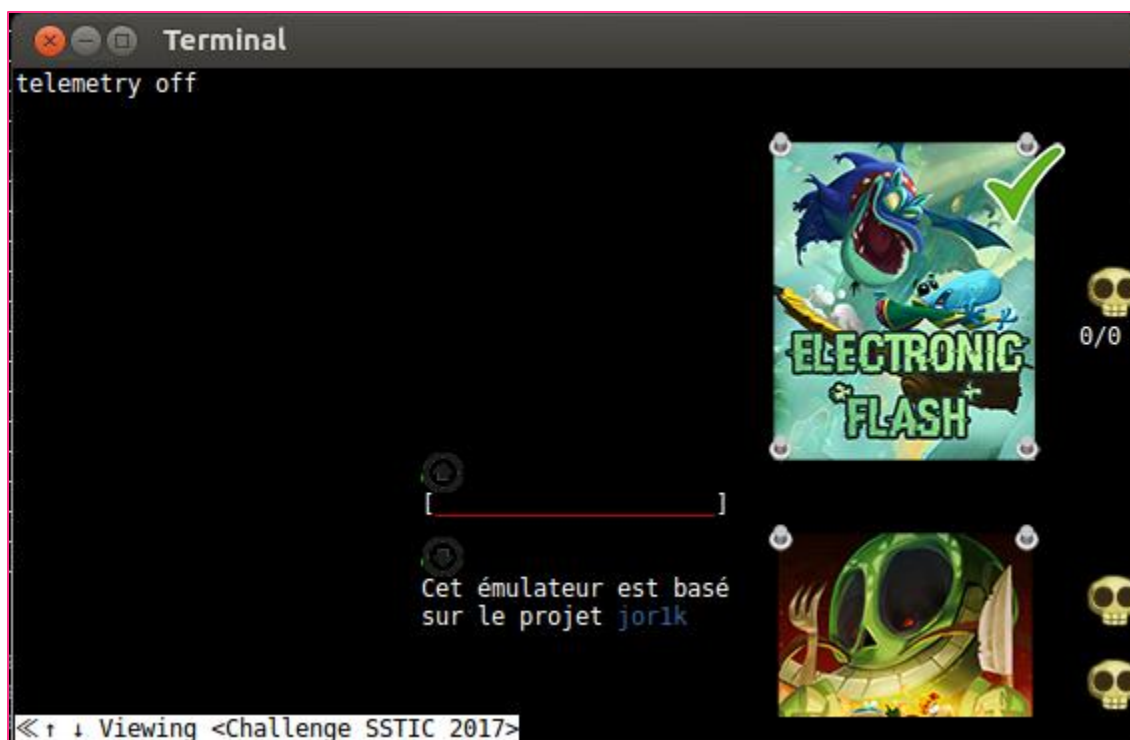 Terminal
telemetry off
ELECTRONIC
FLASH
0/0
[____________________]
Cet émulateur est basé
sur le projet jor1k
≪↑ ↓ Viewing <Challenge SSTIC 2017>